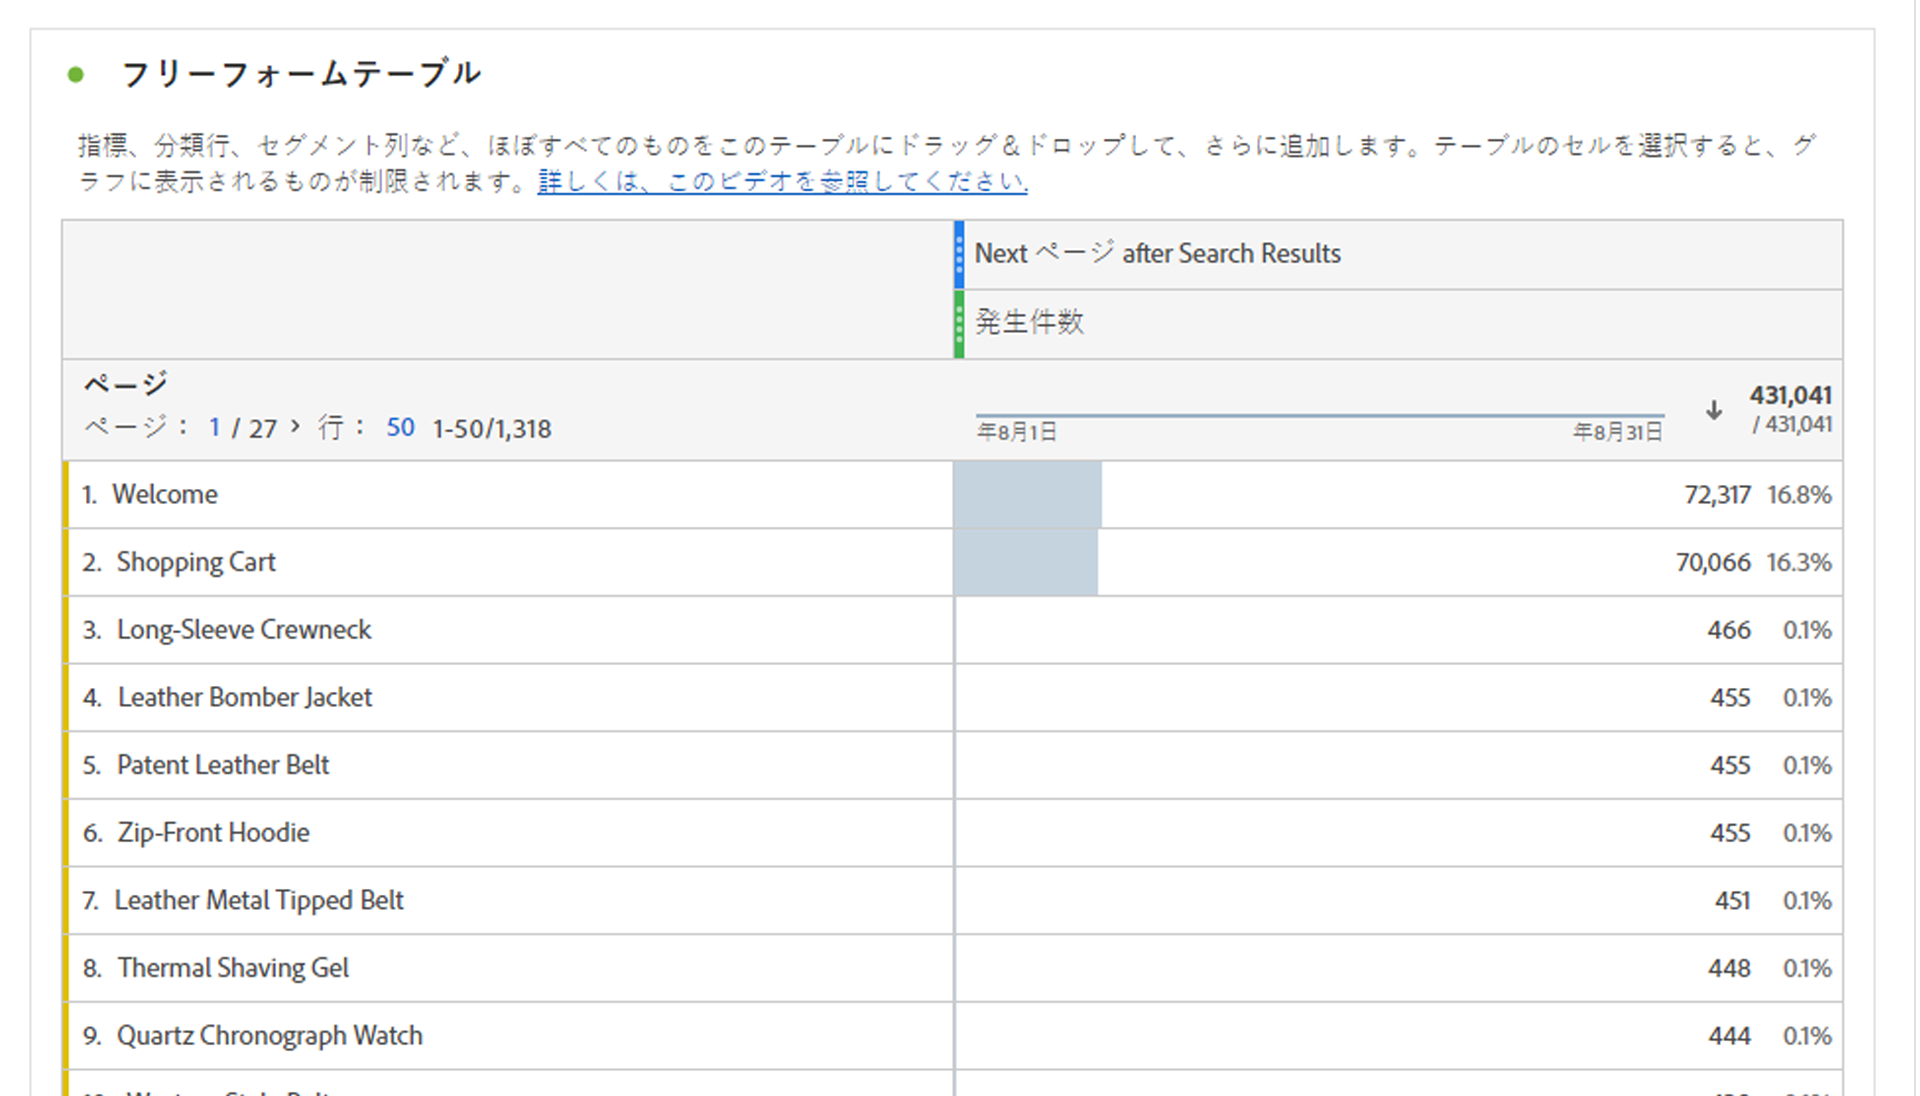 フリーフォームテーブル
指標、分類行、セグメント列など、ほぼすべてのものをこのテーブルにドラッグ＆ドロップして、さらに追加します。テーブルのセルを選択すると、グ
ラフに表示されるものが制限されます。詳しくは、このビデオを参照してください.
Next ページ after Search Results
発生件数
ページ
ページ： 1 / 27 > 行： 50 1-50/1,318
年8月1日 年8月31日
↓ 431,041
/ 431,041
1. Welcome 72,317 16.8%
2. Shopping Cart 70,066 16.3%
3. Long-Sleeve Crewneck 466 0.1%
4. Leather Bomber Jacket 455 0.1%
5. Patent Leather Belt 455 0.1%
6. Zip-Front Hoodie 455 0.1%
7. Leather Metal Tipped Belt 451 0.1%
8. Thermal Shaving Gel 448 0.1%
9. Quartz Chronograph Watch 444 0.1%